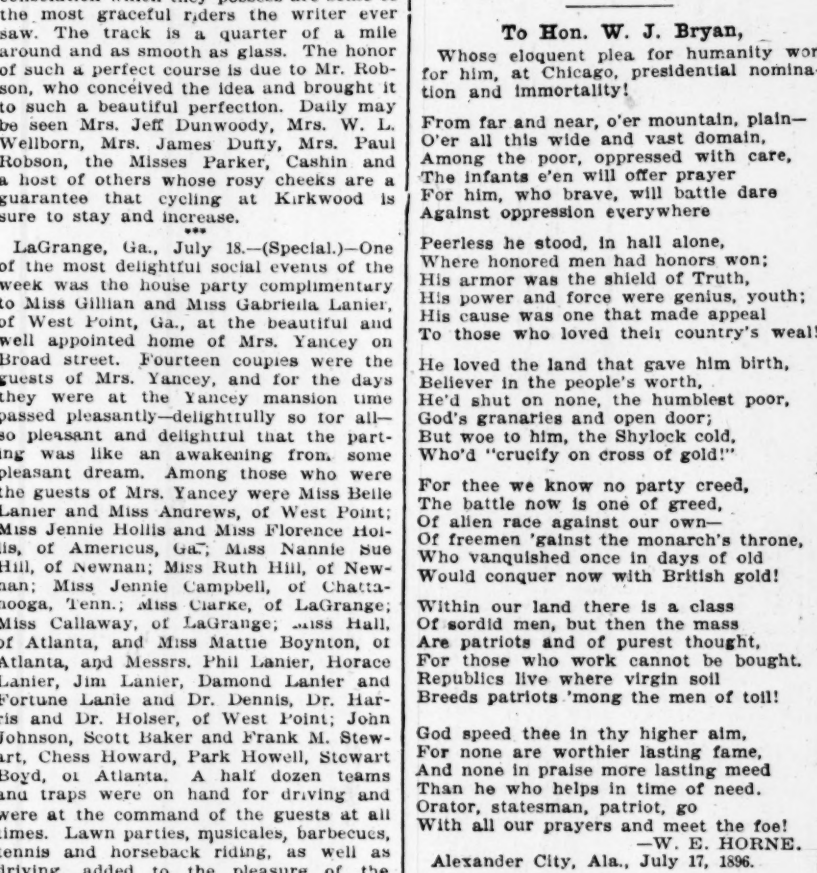 the most graceful riders the writer ever
saw. The track is a quarter of a mile
around and as smooth as glass. The honor
of such a perfect course is due to Mr. Rob-
son, who conceived the idea and brought it
to such a beautiful perfection. Daily may
be seen Mrs. Jeff Dunwoody, Mrs. W. L.
Wellborn, Mrs. James Duffy, Mrs. Paul
Robson, the Misses Parker, Cashin and
a host of others whose rosy cheeks are a
guarantee that cycling at Kirkwood is
sure to stay and increase.
***
LaGrange, Ga., July 18.—(Special.)—One
of the most delightful social events of the
week was the house party complimentary
to Miss Gillian and Miss Gabriella Lanier,
of West Point, Ga., at the beautiful and
well appointed home of Mrs. Yancey on
Broad street. Fourteen couples were the
guests of Mrs. Yancey, and for the days
they were at the Yancey mansion time
passed pleasantly—delightfully so for all—
so pleasant and delightful that the part-
ing was like an awakening from some
pleasant dream. Among those who were
the guests of Mrs. Yancey were Miss Belle
Lanier and Miss Andrews, of West Point;
Miss Jennie Hollis and Miss Florence Hol-
lis, of Americus, Ga.; Miss Nannie Sue
Hill, of Newnan; Miss Ruth Hill, of New-
nan; Miss Jennie Campbell, of Chatta-
nooga, Tenn.; Miss Clarke, of LaGrange;
Miss Callaway, of LaGrange; Miss Hall,
of Atlanta, and Miss Mattie Boynton, of
Atlanta, and Messrs. Phil Lanier, Horace
Lanier, Jim Lanier, Damond Lanier and
Fortune Lanie and Dr. Dennis, Dr. Har-
ris and Dr. Holser, of West Point; John
Johnson, Scott Baker and Frank M. Stew-
art, Chess Howard, Park Howell, Stewart
Boyd, of Atlanta. A half dozen teams
and traps were on hand for driving and
were at the command of the guests at all
times. Lawn parties, musicales, barbecues,
tennis and horseback riding, as well as
driving, added to the pleasure of the
To Hon. W. J. Bryan,
Whose eloquent plea for humanity won
for him, at Chicago, presidential nomina-
tion and immortality!
From far and near, o'er mountain, plain—
O'er all this wide and vast domain,
Among the poor, oppressed with care,
The infants e'en will offer prayer
For him, who brave, will battle dare
Against oppression everywhere
Peerless he stood, in hall alone,
Where honored men had honors won;
His armor was the shield of Truth,
His power and force were genius, youth;
His cause was one that made appeal
To those who loved their country's weal!
He loved the land that gave him birth,
Believer in the people's worth,
He'd shut on none, the humblest poor,
God's granaries and open door;
But woe to him, the Shylock cold,
Who'd "crucify on cross of gold!"
For thee we know no party creed,
The battle now is one of greed,
Of alien race against our own—
Of freemen 'gainst the monarch's throne,
Who vanquished once in days of old
Would conquer now with British gold!
Within our land there is a class
Of sordid men, but then the mass
Are patriots and of purest thought,
For those who work cannot be bought.
Republics live where virgin soil
Breeds patriots 'mong the men of toil!
God speed thee in thy higher aim,
For none are worthier lasting fame,
And none in praise more lasting meed
Than he who helps in time of need.
Orator, statesman, patriot, go
With all our prayers and meet the foe!
—W. E. HORNE.
Alexander City, Ala., July 17, 1896.